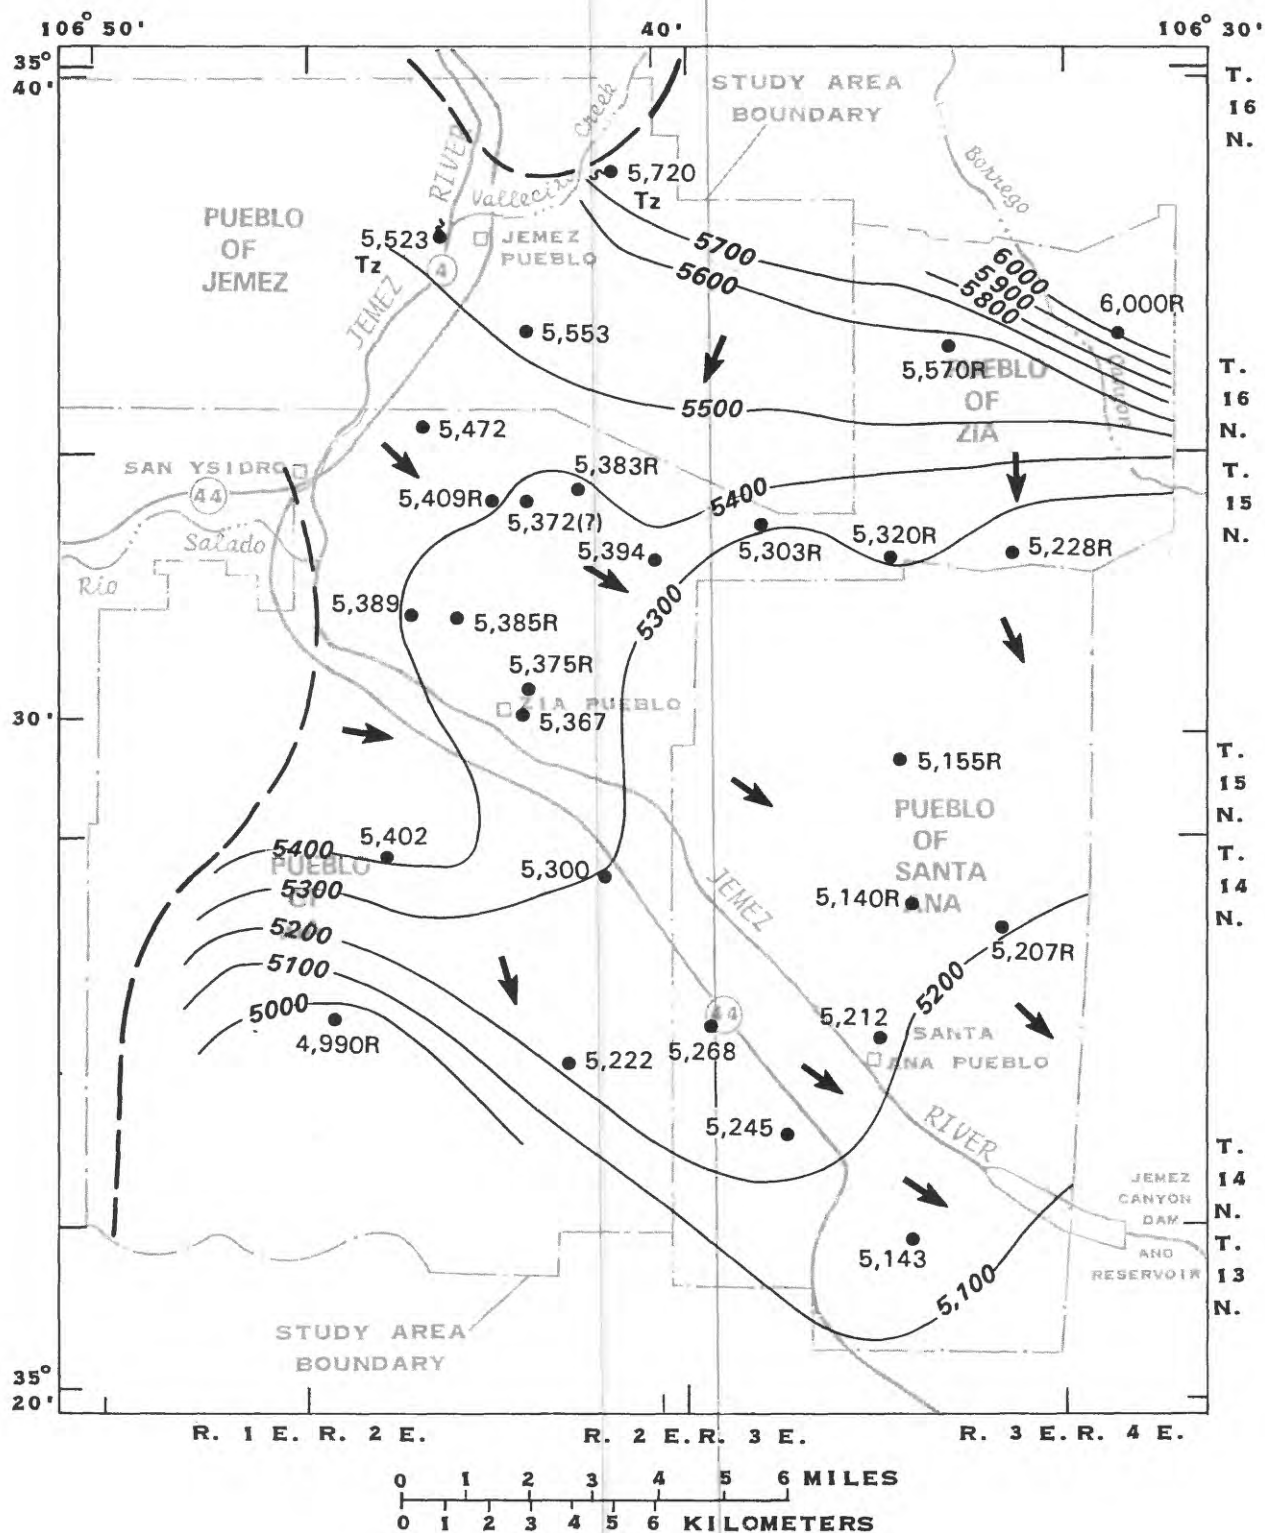 106° 50'
40'
106° 30'
35°
40'
T.
16
N.
STUDY AREA
BOUNDARY
Creek
RIVER
Vallecito
5,720
Tz
Borrego
PUEBLO
OF
JEMEZ
5,523
Tz
JEMEZ
PUEBLO
4
JEMEZ
5700
5600
6000
5900
5800
6,000R
5,553
5,570R
Canyon
PUEBLO
OF
ZIA
T.
16
N.
5500
5,472
SAN YSIDRO
44
5,383R
5,409R
5,372(?)
5400
T.
15
N.
Salado
Rio
5,394
5,303R
5,320R
5,228R
5300
5,389
5,385R
5,375R
ZIA PUEBLO
5,367
30'
5,155R
T.
15
N.
PUEBLO
OF
SANTA
ANA
5,402
5400
PUEBLO
OF
5,300
5300
JEMEZ
5,140R
T.
14
N.
5,207R
5200
5100
5000
5200
44
5,212
SANTA
ANA PUEBLO
4,990R
5,222
5,268
5,245
RIVER
T.
14
N.
JEMEZ
CANYON
DAM
AND
RESERVOIR
5,143
5,100
T.
13
N.
STUDY AREA
BOUNDARY
35°
20'
R. 1 E. R. 2 E.
R. 2 E. R. 3 E.
R. 3 E. R. 4 E.
0 1 2 3 4 5 6 MILES
0 1 2 3 4 5 6 KILOMETERS